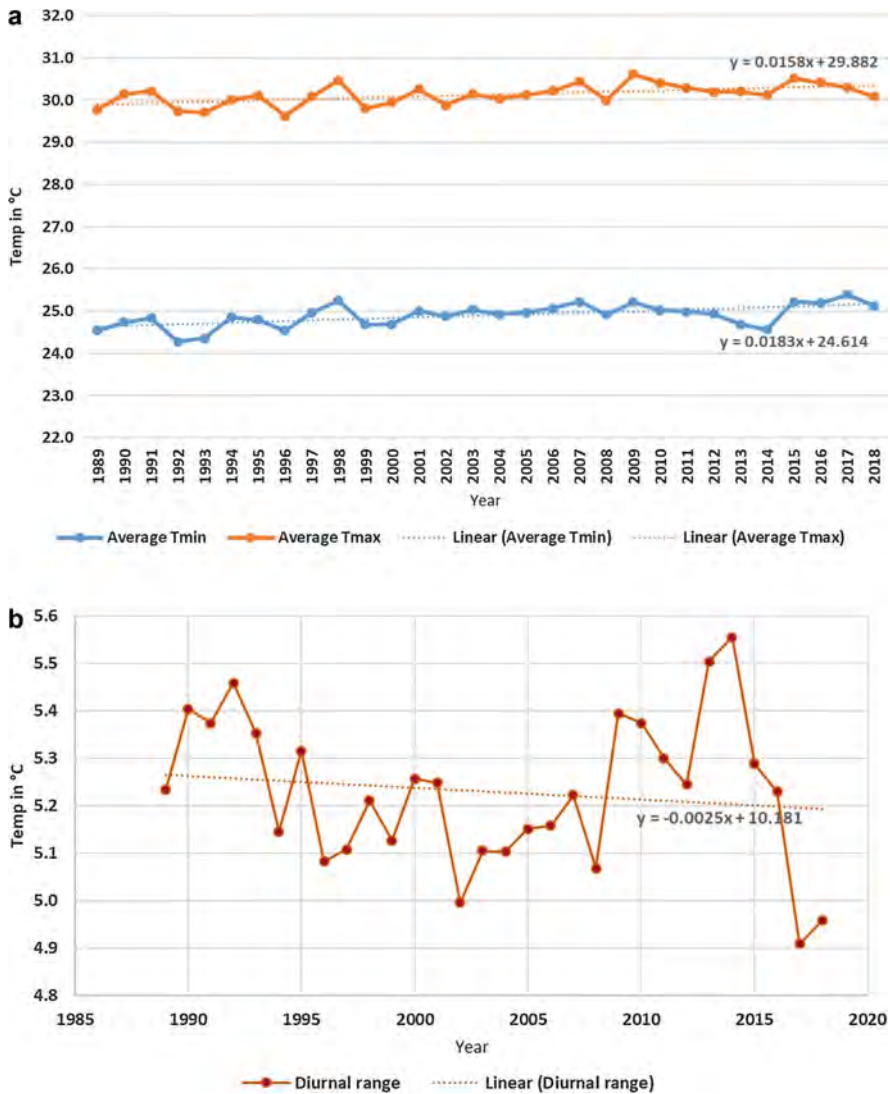 a
32.0
31.0
30.0
29.0
28.0
27.0
26.0
25.0
24.0
23.0
22.0
Temp in °C
y = 0.0158x + 29.882
y = 0.0183x + 24.614
1989 1990 1991 1992 1993 1994 1995 1996 1997 1998 1999 2000 2001 2002 2003 2004 2005 2006 2007 2008 2009 2010 2011 2012 2013 2014 2015 2016 2017 2018
Year
Average Tmin Average Tmax Linear (Average Tmin) Linear (Average Tmax)
b
5.6
5.5
5.4
5.3
5.2
5.1
5.0
4.9
4.8
Temp in °C
y = -0.0025x + 10.181
1985 1990 1995 2000 2005 2010 2015 2020
Year
Diurnal range Linear (Diurnal range)